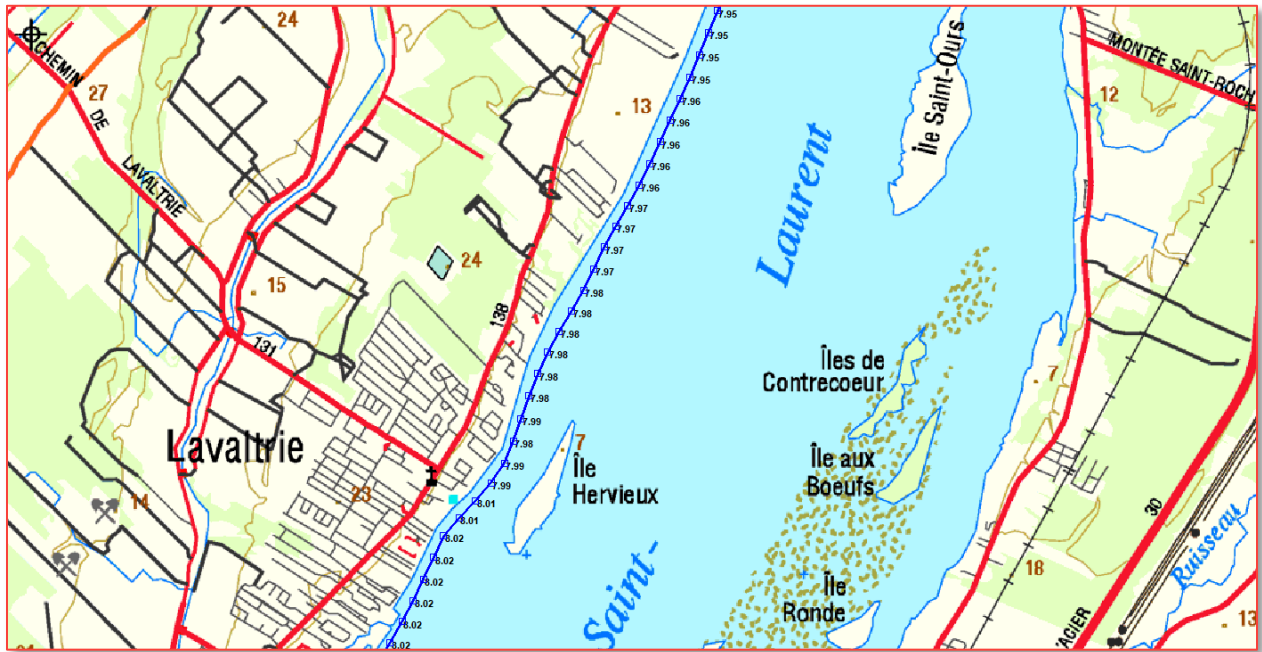 24
CHEMIN
DE
LAVALTRIE
27
15
24
131
138
Lavaltrie
14
23
13
7.95
7.95
7.95
7.95
7.96
7.96
7.96
7.96
7.96
7.97
7.97
7.97
7.97
7.98
7.98
7.98
7.98
7.98
7.98
7.99
7.98
7.99
7.99
8.01
8.01
8.02
8.02
8.02
8.02
8.02
7
Île
Hervieux
Saint-
Laurent
Île Saint-Ours
Îles de
Contrecoeur
Île aux
Boeufs
Île
Ronde
MONTÉE SAINT-ROCH
12
7
30
18
'ACIER
Ruisseau
13